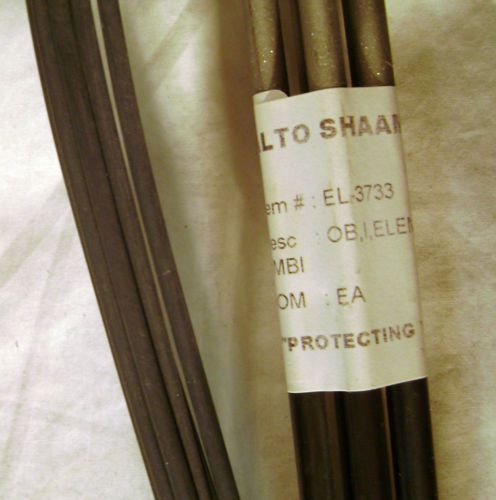 LTO SHAAM
em # : EL-3733
esc : OB,I,ELEM
MBI
OM : EA
"PROTECTING